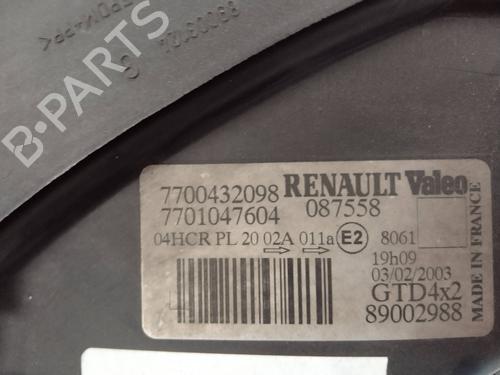 B-PARTS
7700432098 RENAULT Valeo
7701047604 087558
04HCR PL 20 02A 011a E2 8061
19h09
03/02/2003
GTD4x2
89002988
MADE IN FRANCE